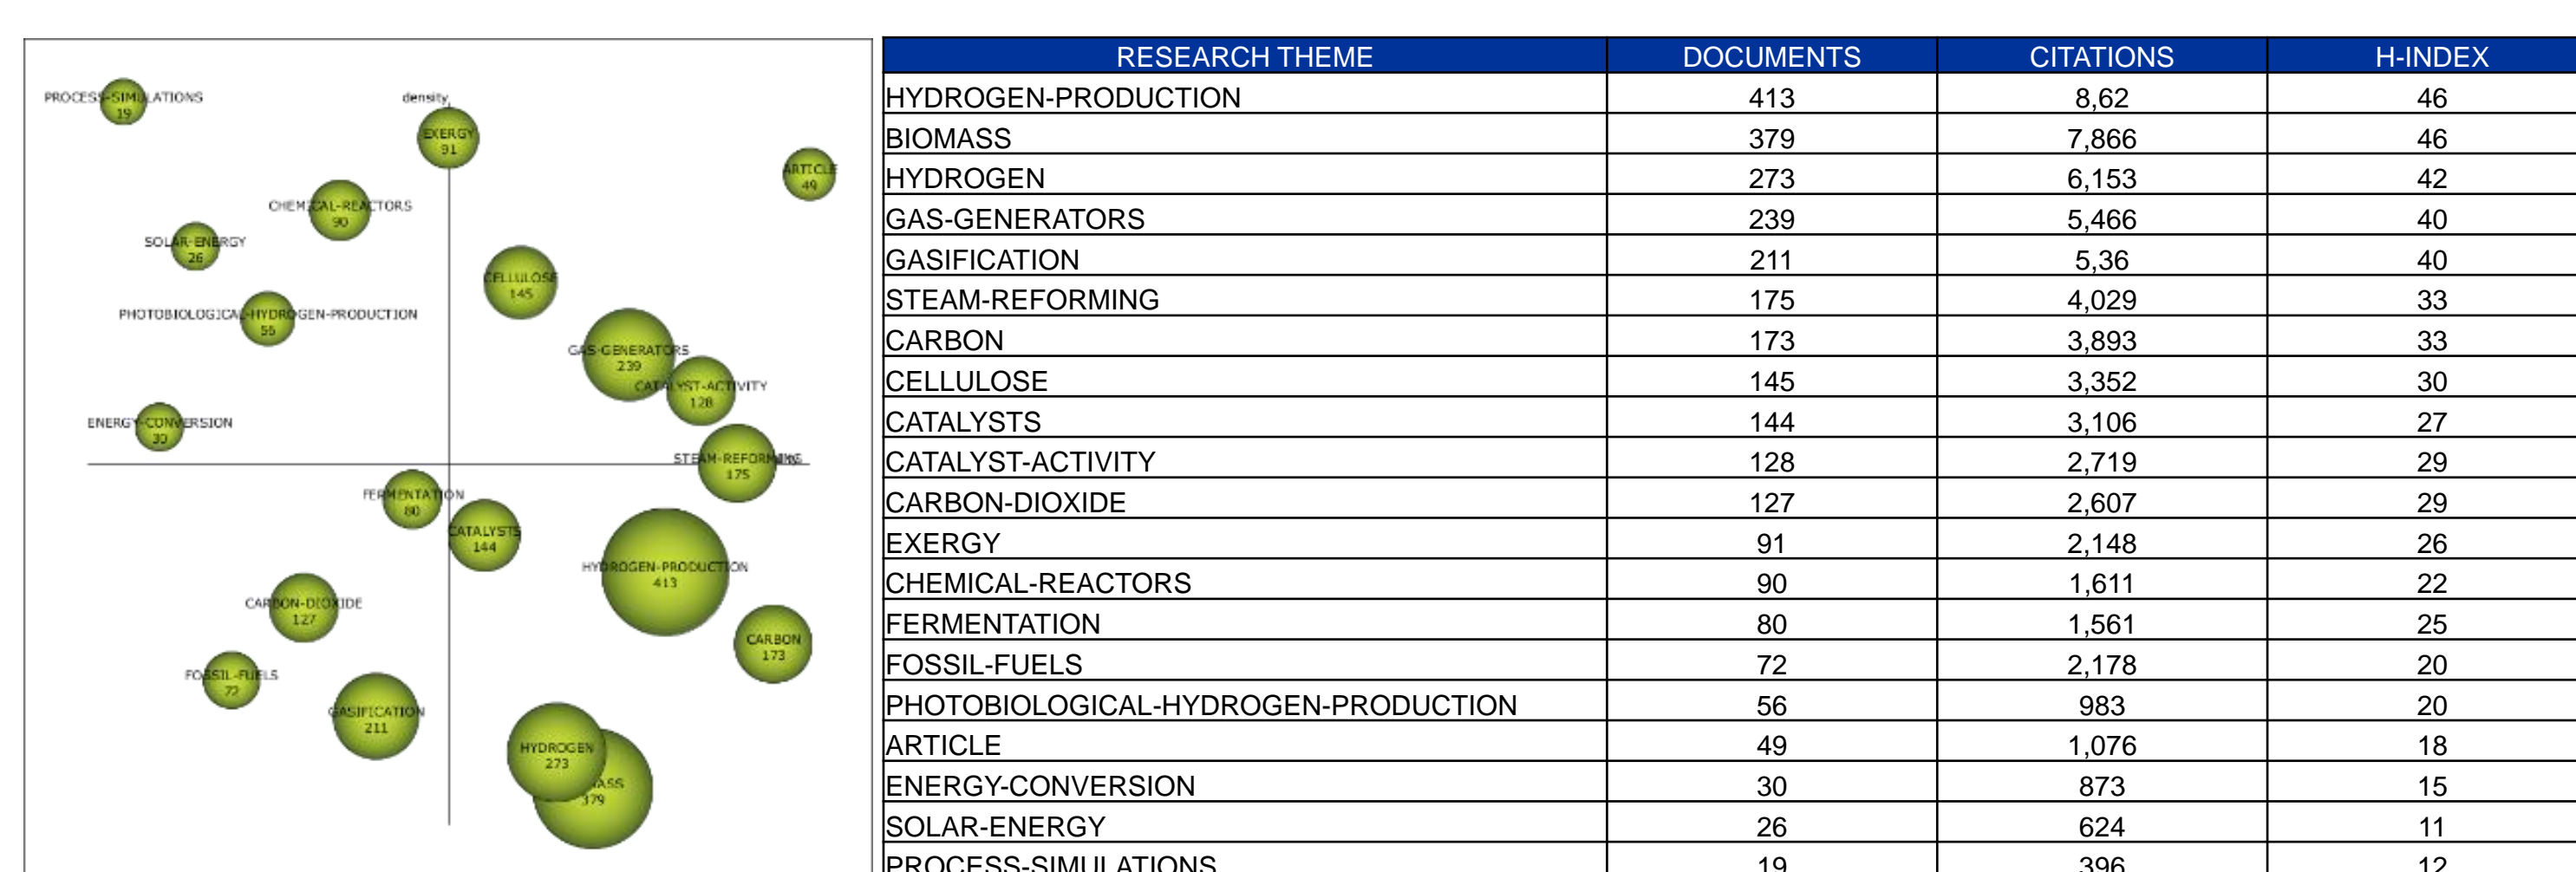 PROCESS-SIMULATIONS
19
density
EXERGY
91
ARTICLE
49
CHEMICAL-REACTORS
90
SOLAR-ENERGY
26
CELLULOSE
145
PHOTOBIOLOGICAL-HYDROGEN-PRODUCTION
56
GAS-GENERATORS
239
CATALYST-ACTIVITY
128
ENERGY-CONVERSION
30
STEAM-REFORMING
175
FERMENTATION
80
CATALYSTS
144
HYDROGEN-PRODUCTION
413
CARBON-DIOXIDE
127
CARBON
173
FOSSIL-FUELS
72
GASIFICATION
211
HYDROGEN
273
379
RESEARCH THEME DOCUMENTS CITATIONS H-INDEX
HYDROGEN-PRODUCTION 413 8,62 46
BIOMASS 379 7,866 46
HYDROGEN 273 6,153 42
GAS-GENERATORS 239 5,466 40
GASIFICATION 211 5,36 40
STEAM-REFORMING 175 4,029 33
CARBON 173 3,893 33
CELLULOSE 145 3,352 30
CATALYSTS 144 3,106 27
CATALYST-ACTIVITY 128 2,719 29
CARBON-DIOXIDE 127 2,607 29
EXERGY 91 2,148 26
CHEMICAL-REACTORS 90 1,611 22
FERMENTATION 80 1,561 25
FOSSIL-FUELS 72 2,178 20
PHOTOBIOLOGICAL-HYDROGEN-PRODUCTION 56 983 20
ARTICLE 49 1,076 18
ENERGY-CONVERSION 30 873 15
SOLAR-ENERGY 26 624 11
PROCESS-SIMULATIONS 19 396 12